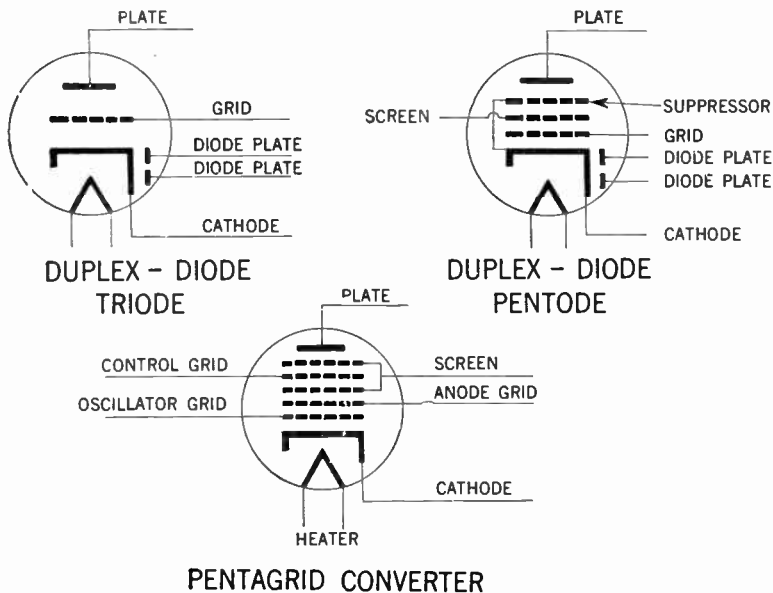 PLATE
GRID
DIODE PLATE
DIODE PLATE
CATHODE
DUPLEX - DIODE
TRIODE
PLATE
SCREEN
SUPPRESSOR
GRID
DIODE PLATE
DIODE PLATE
CATHODE
DUPLEX - DIODE
PENTODE
PLATE
CONTROL GRID
SCREEN
OSCILLATOR GRID
ANODE GRID
CATHODE
HEATER
PENTAGRID CONVERTER